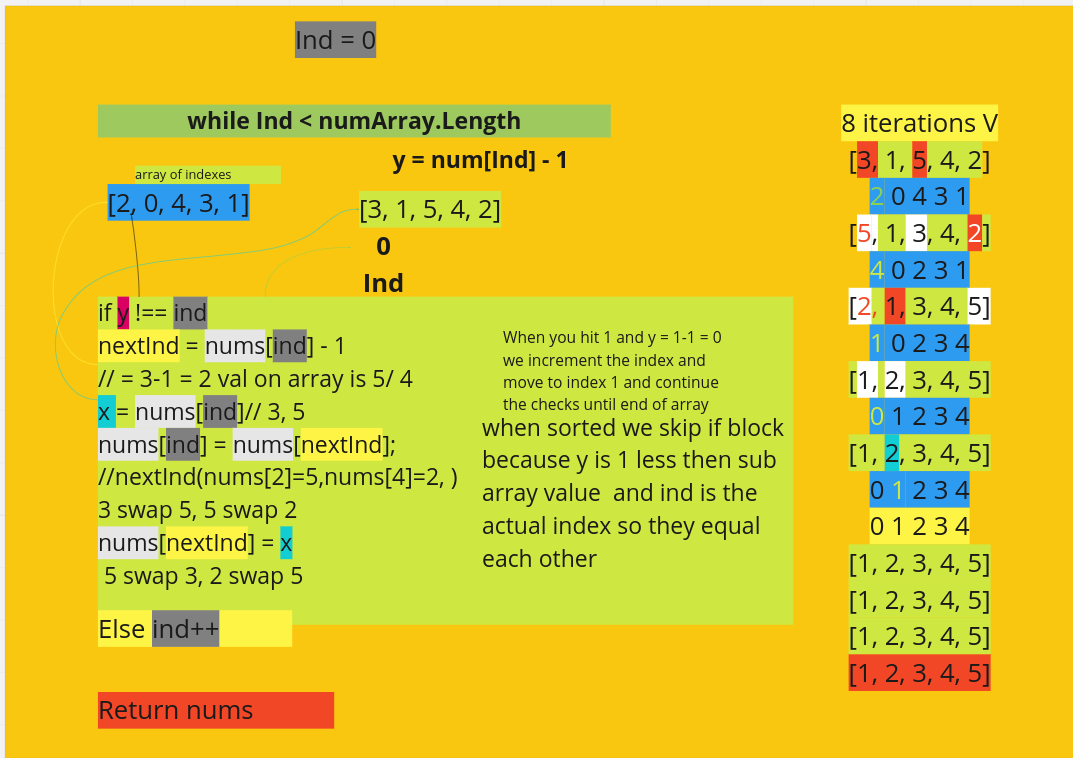 Ind = 0
while Ind < numArray.Length
y = num[Ind] - 1
array of indexes
[2, 0, 4, 3, 1]
[3, 1, 5, 4, 2]
0
Ind
if y !== ind
nextInd = nums[ind] - 1
// = 3-1 = 2 val on array is 5/ 4
x = nums[ind]// 3, 5
nums[ind] = nums[nextInd];
//nextInd(nums[2]=5,nums[4]=2, )
3 swap 5, 5 swap 2
nums[nextInd] = x
5 swap 3, 2 swap 5
Else ind++
Return nums
When you hit 1 and y = 1-1 = 0
we increment the index and
move to index 1 and continue
the checks until end of array
when sorted we skip if block
because y is 1 less then sub
array value and ind is the
actual index so they equal
each other
8 iterations V
[3, 1, 5, 4, 2]
2 0 4 3 1
[5, 1, 3, 4, 2]
4 0 2 3 1
[2, 1, 3, 4, 5]
1 0 2 3 4
[1, 2, 3, 4, 5]
0 1 2 3 4
[1, 2, 3, 4, 5]
0 1 2 3 4
0 1 2 3 4
[1, 2, 3, 4, 5]
[1, 2, 3, 4, 5]
[1, 2, 3, 4, 5]
[1, 2, 3, 4, 5]